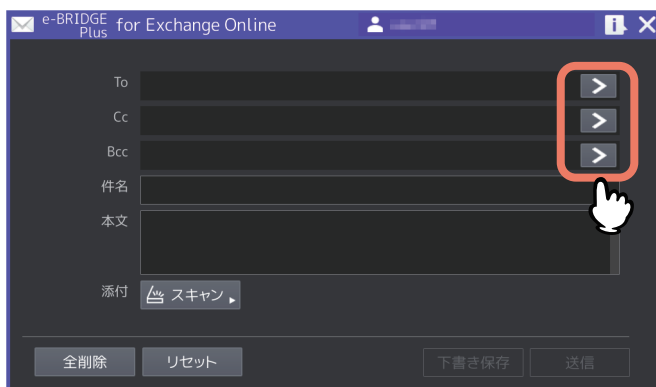 e-BRIDGE Plus for Exchange Online
To
Cc
Bcc
件名
本文
添付 スキャン
全削除 リセット 下書き保存 送信